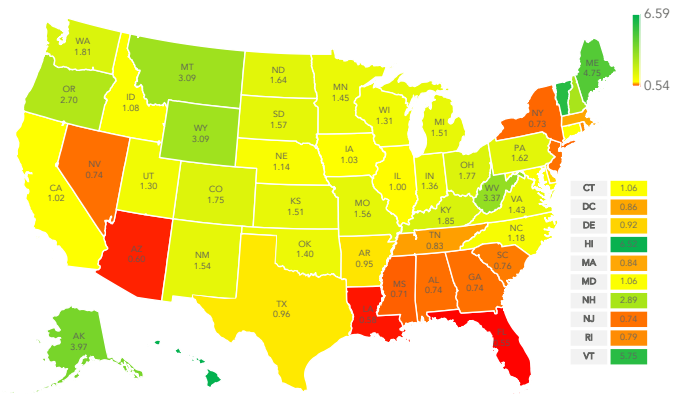 6.59
0.54
WA
1.81
OR
2.70
CA
1.02
NV
0.74
ID
1.08
MT
3.09
WY
3.09
UT
1.30
CO
1.75
NM
1.54
ND
1.64
SD
1.57
NE
1.14
KS
1.51
OK
1.40
TX
0.96
MN
1.45
IA
1.03
MO
1.56
AR
0.95
WI
1.31
IL
1.00
MI
1.51
IN
1.36
OH
1.77
KY
1.85
TN
0.83
MS
0.71
AL
0.74
GA
0.74
SC
0.76
NC
1.18
VA
1.43
WV
3.37
PA
1.62
NY
0.73
ME
4.75
AK
3.97
CT 1.06
DC 0.86
DE 0.92
HI
MA 0.84
MD 1.06
NH 2.89
NJ 0.74
RI 0.79
VT 5.75